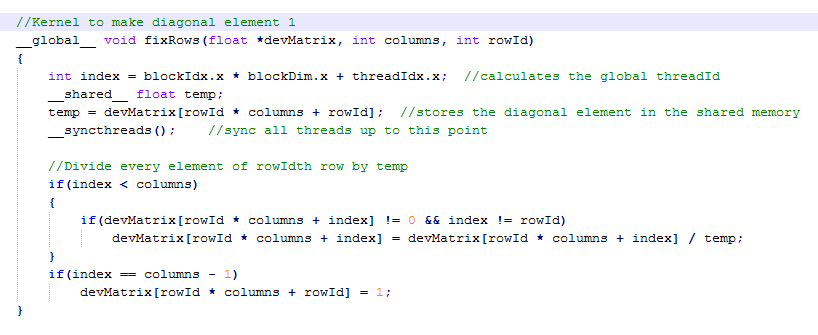 //Kernel to make diagonal element 1
__global__ void fixRows(float *devMatrix, int columns, int rowId)
{
    int index = blockIdx.x * blockDim.x + threadIdx.x;  //calculates the global threadId
    __shared__ float temp;
    temp = devMatrix[rowId * columns + rowId];  //stores the diagonal element in the shared memory
    __syncthreads();    //sync all threads up to this point

    //Divide every element of rowIdth row by temp
    if(index < columns)
    {
        if(devMatrix[rowId * columns + index] != 0 && index != rowId)
            devMatrix[rowId * columns + index] = devMatrix[rowId * columns + index] / temp;
    }
    if(index == columns - 1)
        devMatrix[rowId * columns + rowId] = 1;
}